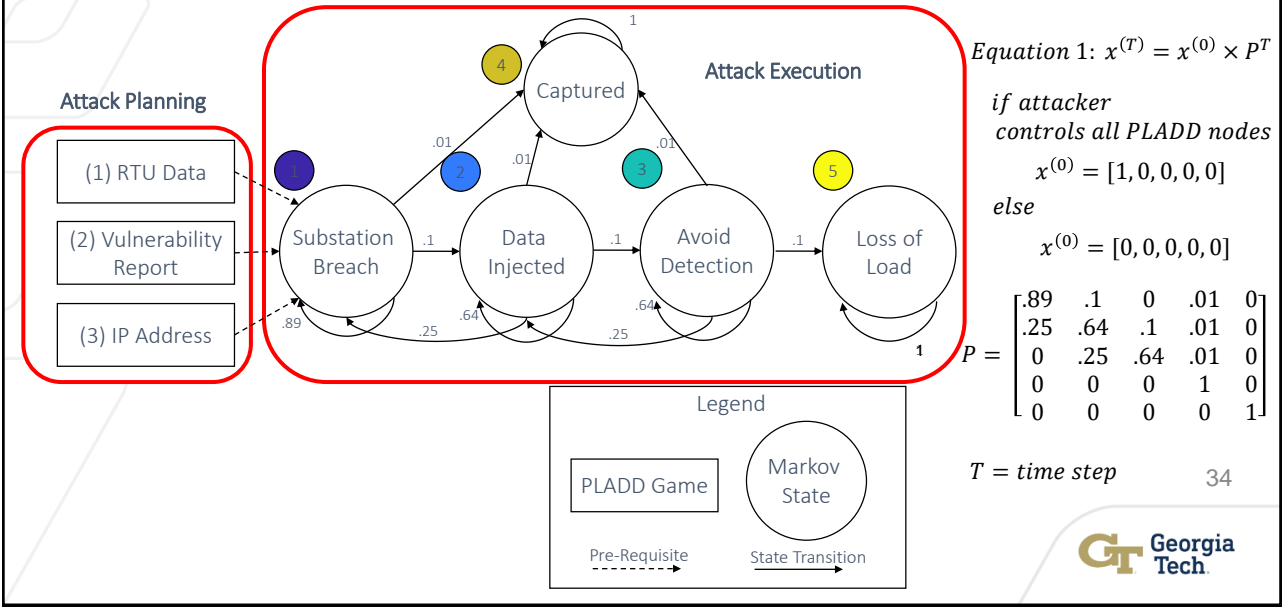 Attack Planning
(1) RTU Data
(2) Vulnerability
Report
(3) IP Address
Attack Execution
1
4
Captured
.01
.01
.01
1
2
3
5
Substation
Breach
.1
Data
Injected
.1
Avoid
Detection
.1
Loss of
Load
.89
.25
.64
.25
.64
1
Legend
PLADD Game
Markov
State
Pre-Requisite
State Transition
Equation 1: x^(T) = x^(0) × P^T
if attacker
controls all PLADD nodes
x^(0) = [1, 0, 0, 0, 0]
else
x^(0) = [0, 0, 0, 0, 0]
P =
.89 .1 0 .01 0
.25 .64 .1 .01 0
0 .25 .64 .01 0
0 0 0 1 0
0 0 0 0 1
T = time step
34
GT Georgia
Tech.